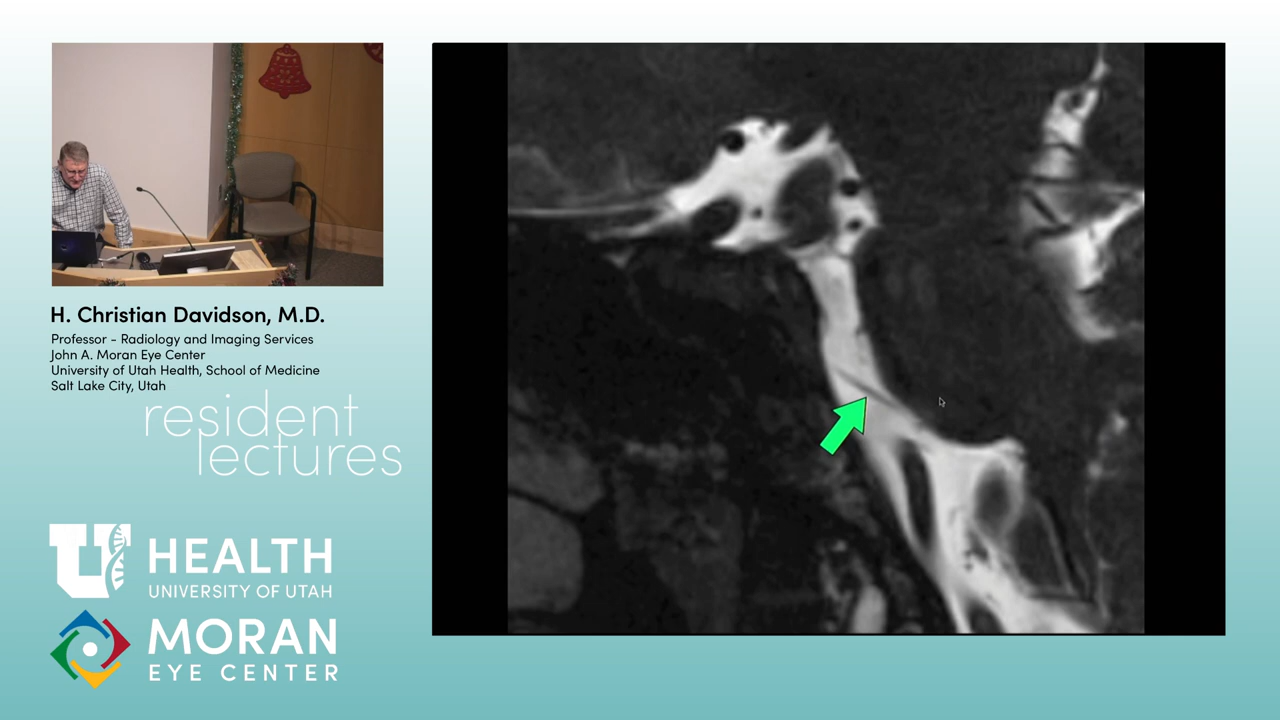 H. Christian Davidson, M.D.
Professor - Radiology and Imaging Services
John A. Moran Eye Center
University of Utah Health, School of Medicine
Salt Lake City, Utah
resident
lectures
U HEALTH
UNIVERSITY OF UTAH
MORAN
EYE CENTER